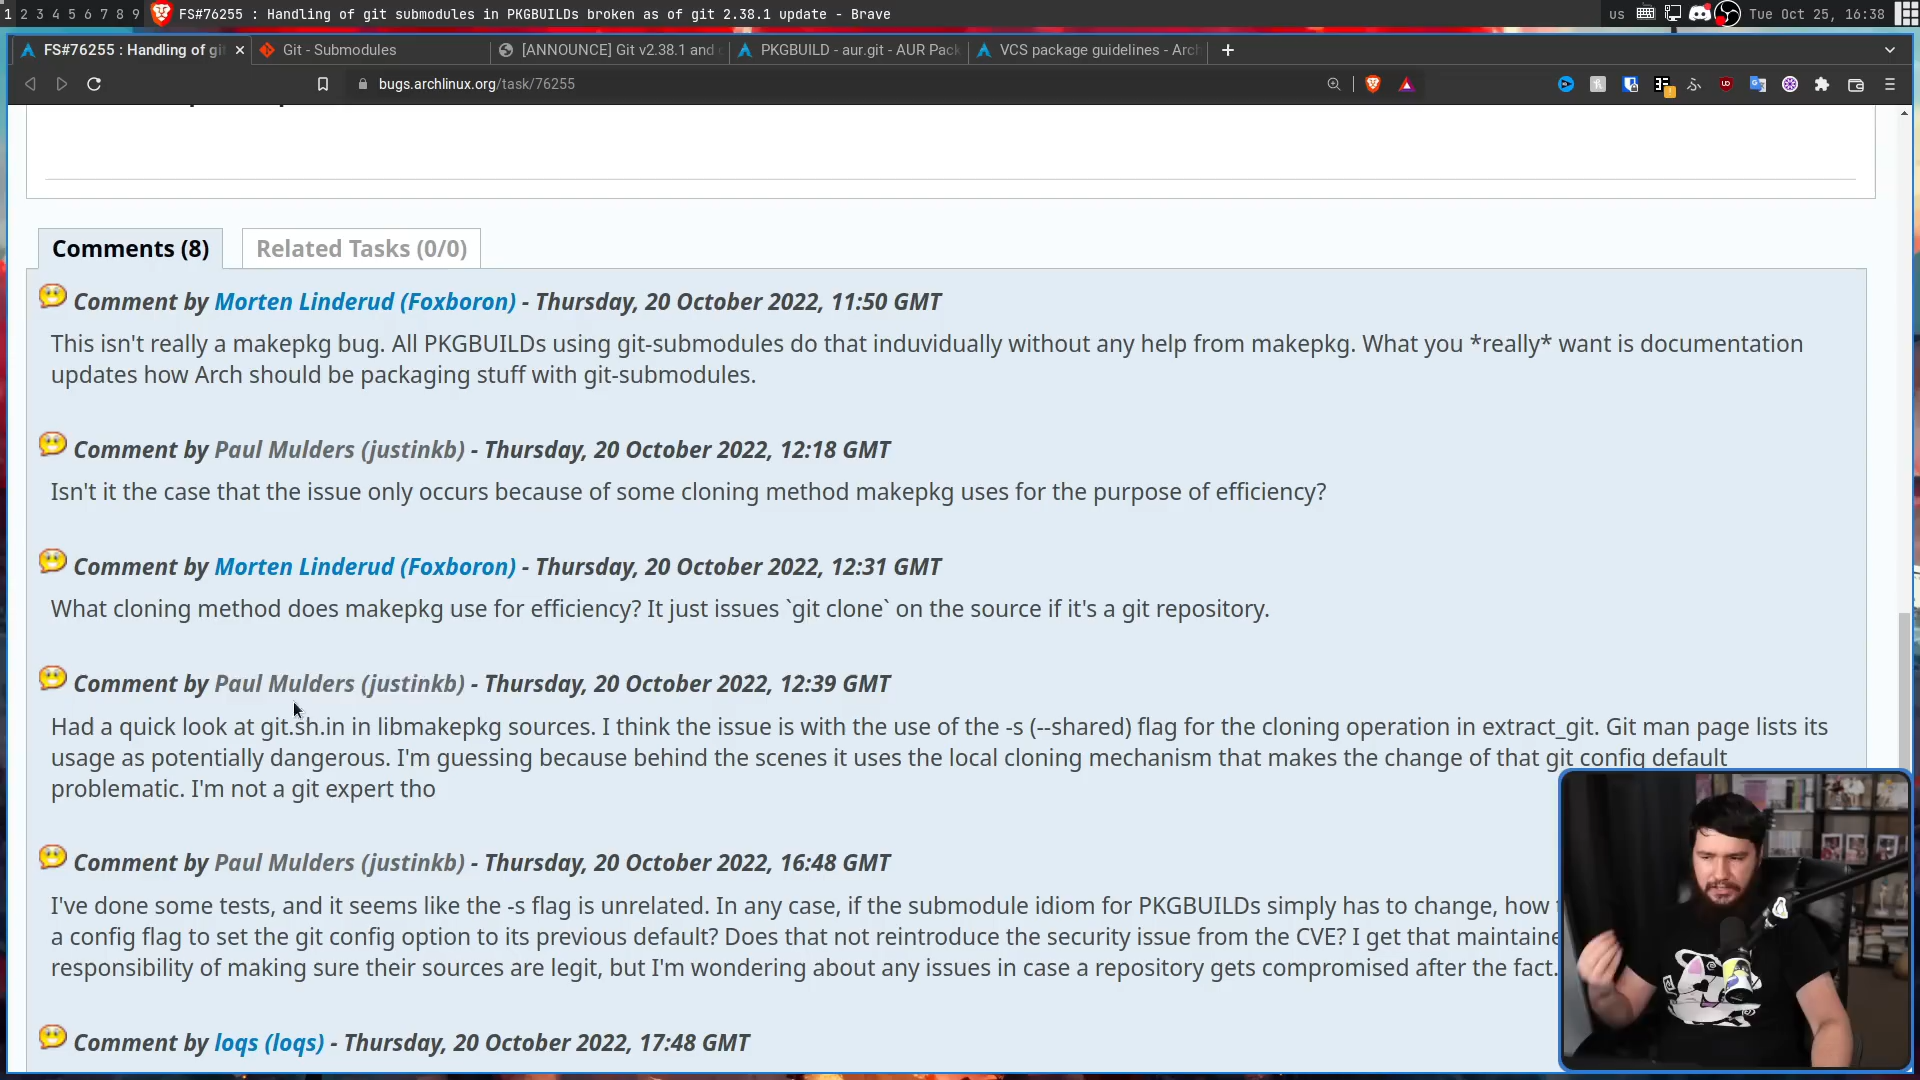 1 2 3 4 5 6 7 8 9 FS#76255 : Handling of git submodules in PKGBUILDs broken as of git 2.38.1 update - Brave us Tue Oct 25, 16:38
FS#76255 : Handling of git Git - Submodules [ANNOUNCE] Git v2.38.1 and PKGBUILD - aur.git - AUR Pack VCS package guidelines - Arch
bugs.archlinux.org/task/76255
Comments (8) Related Tasks (0/0)
Comment by Morten Linderud (Foxboron) - Thursday, 20 October 2022, 11:50 GMT
This isn't really a makepkg bug. All PKGBUILDs using git-submodules do that induvidually without any help from makepkg. What you *really* want is documentation
updates how Arch should be packaging stuff with git-submodules.
Comment by Paul Mulders (justinkb) - Thursday, 20 October 2022, 12:18 GMT
Isn't it the case that the issue only occurs because of some cloning method makepkg uses for the purpose of efficiency?
Comment by Morten Linderud (Foxboron) - Thursday, 20 October 2022, 12:31 GMT
What cloning method does makepkg use for efficiency? It just issues `git clone` on the source if it's a git repository.
Comment by Paul Mulders (justinkb) - Thursday, 20 October 2022, 12:39 GMT
Had a quick look at git.sh.in in libmakepkg sources. I think the issue is with the use of the -s (--shared) flag for the cloning operation in extract_git. Git man page lists its
usage as potentially dangerous. I'm guessing because behind the scenes it uses the local cloning mechanism that makes the change of that git config default
problematic. I'm not a git expert tho
Comment by Paul Mulders (justinkb) - Thursday, 20 October 2022, 16:48 GMT
I've done some tests, and it seems like the -s flag is unrelated. In any case, if the submodule idiom for PKGBUILDs simply has to change, how
a config flag to set the git config option to its previous default? Does that not reintroduce the security issue from the CVE? I get that maintaine
responsibility of making sure their sources are legit, but I'm wondering about any issues in case a repository gets compromised after the fact.
Comment by loqs (loqs) - Thursday, 20 October 2022, 17:48 GMT